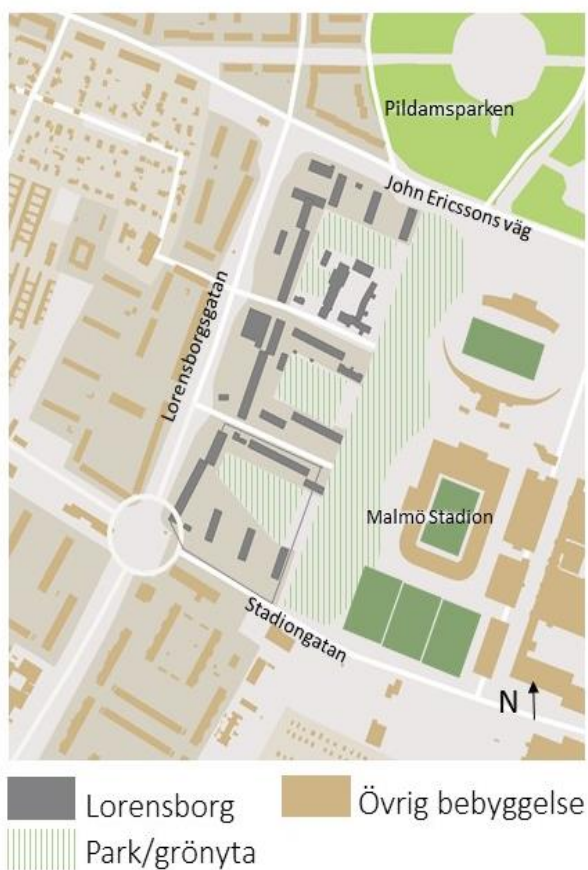 Pildamsparken
John Ericssons väg
Lorensborgsgatan
Malmö Stadion
Stadiongatan
N
Lorensborg
Övrig bebyggelse
Park/grönyta